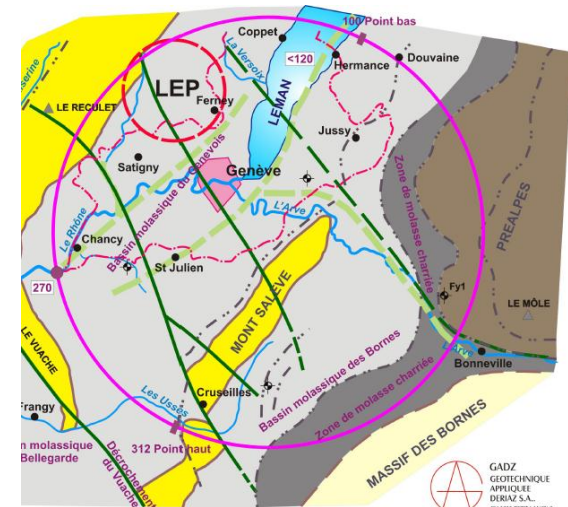 100 Point bas
Coppet
La Versoix
<120
Hermance
Douvaine
LEP
LE RECULET
Ferney
LEMAN
Jussy
Satigny
Genève
Bassin molassique du Genevois
Zone de molasse charriée
PREALPES
Le Rhône
L'Arve
Chancy
St Julien
270
Fy1
LE MÔLE
MONT SALÈVE
LE VUACHE
L'Arve
Bonneville
Bassin molassique des Bornes
Zone de molasse charriée
Les Usses
Cruseilles
Frangy
MASSIF DES BORNES
312 Point haut
molassique
Bellegarde
Décrochement
du Vuache
GADZ
GEOTECHNIQUE
APPLIQUEE
DERIAZ S.A.